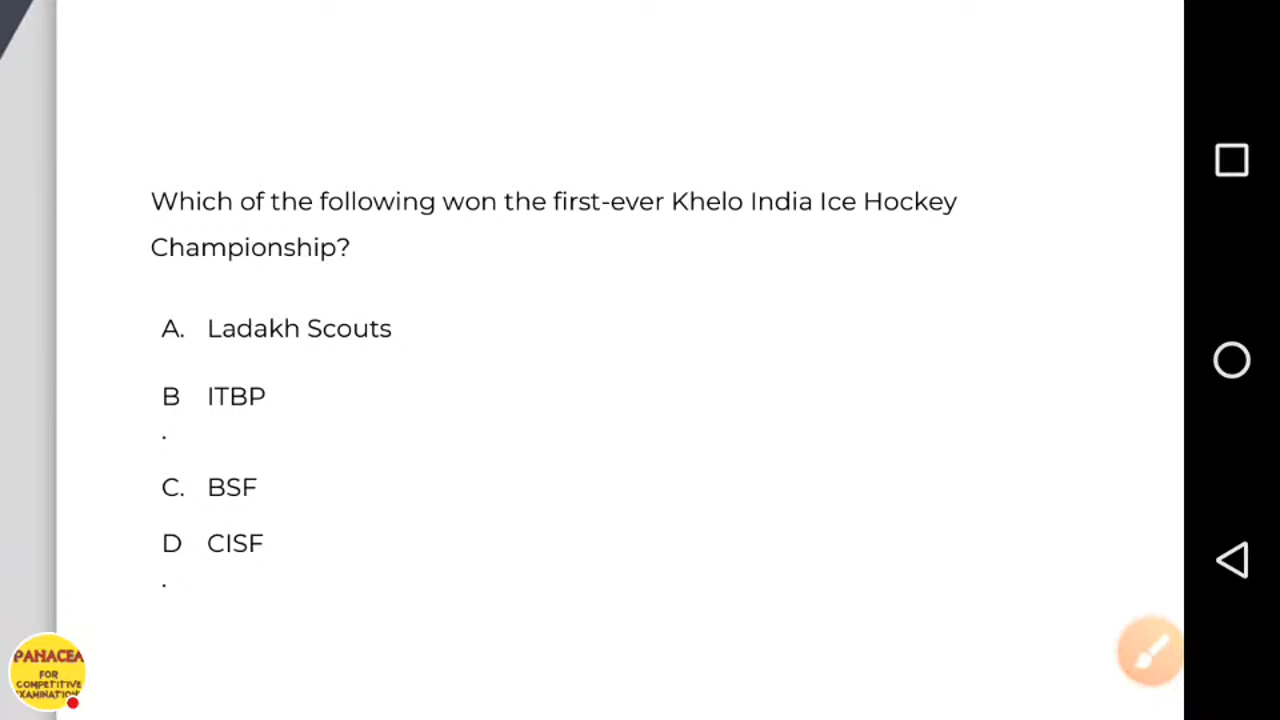 Which of the following won the first-ever Khelo India Ice Hockey
Championship?
A. Ladakh Scouts
B ITBP
.
C. BSF
D CISF
.
PANACEA
FOR
COMPETITIVE
EXAMINATION